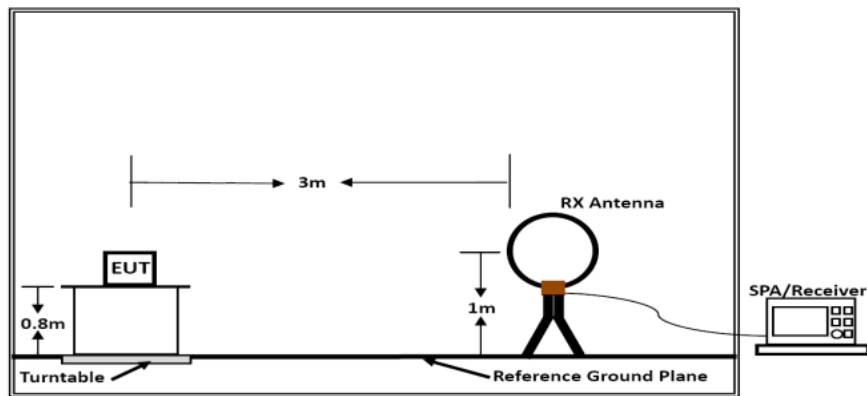 3m
RX Antenna
EUT
SPA/Receiver
0.8m
1m
Turntable
Reference Ground Plane